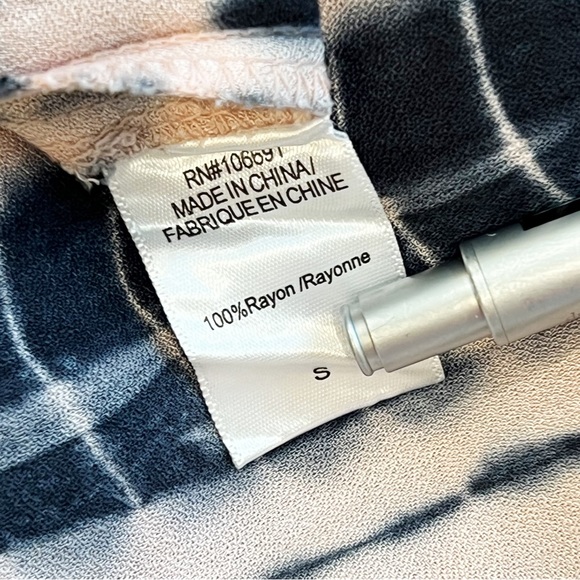 RN#106691
MADE IN CHINA/
FABRIQUE EN CHINE
100%Rayon /Rayonne
S